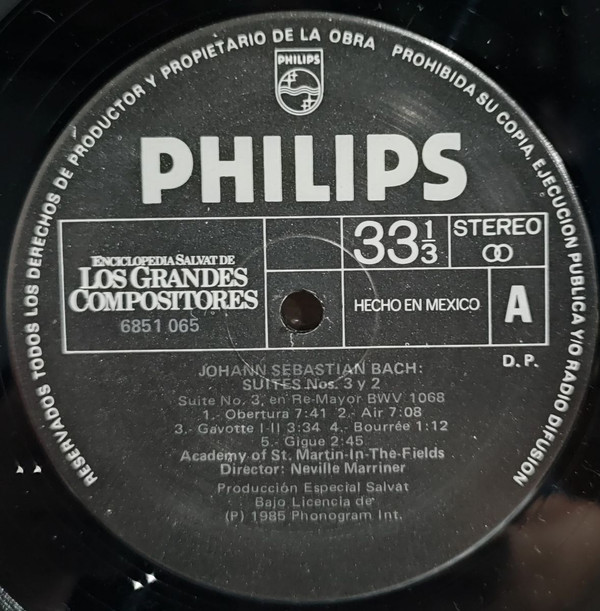 RESERVADOS TODOS LOS DERECHOS DE PRODUCTOR Y PROPIETARIO DE LA OBRA PROHIBIDA SU COPIA, EJECUCION PUBLICA Y/O RADIO DIFUSION
PHILIPS
PHILIPS
ENCICLOPEDIA SALVAT DE
LOS GRANDES
COMPOSITORES
6851 065
33 1/3
STEREO
HECHO EN MEXICO
A
D.P.
JOHANN SEBASTIAN BACH:
SUITES Nos. 3 y 2
Suite No. 3, en Re-Mayor BWV 1068
1.- Obertura 7:41 2.- Air 7:08
3.- Gavotte I-II 3:34 4.- Bourrée 1:12
5.- Gigue 2:45
Academy of St. Martin-In-The-Fields
Director: Neville Marriner
Producción Especial Salvat
Bajo Licencia de
(P) 1985 Phonogram Int.